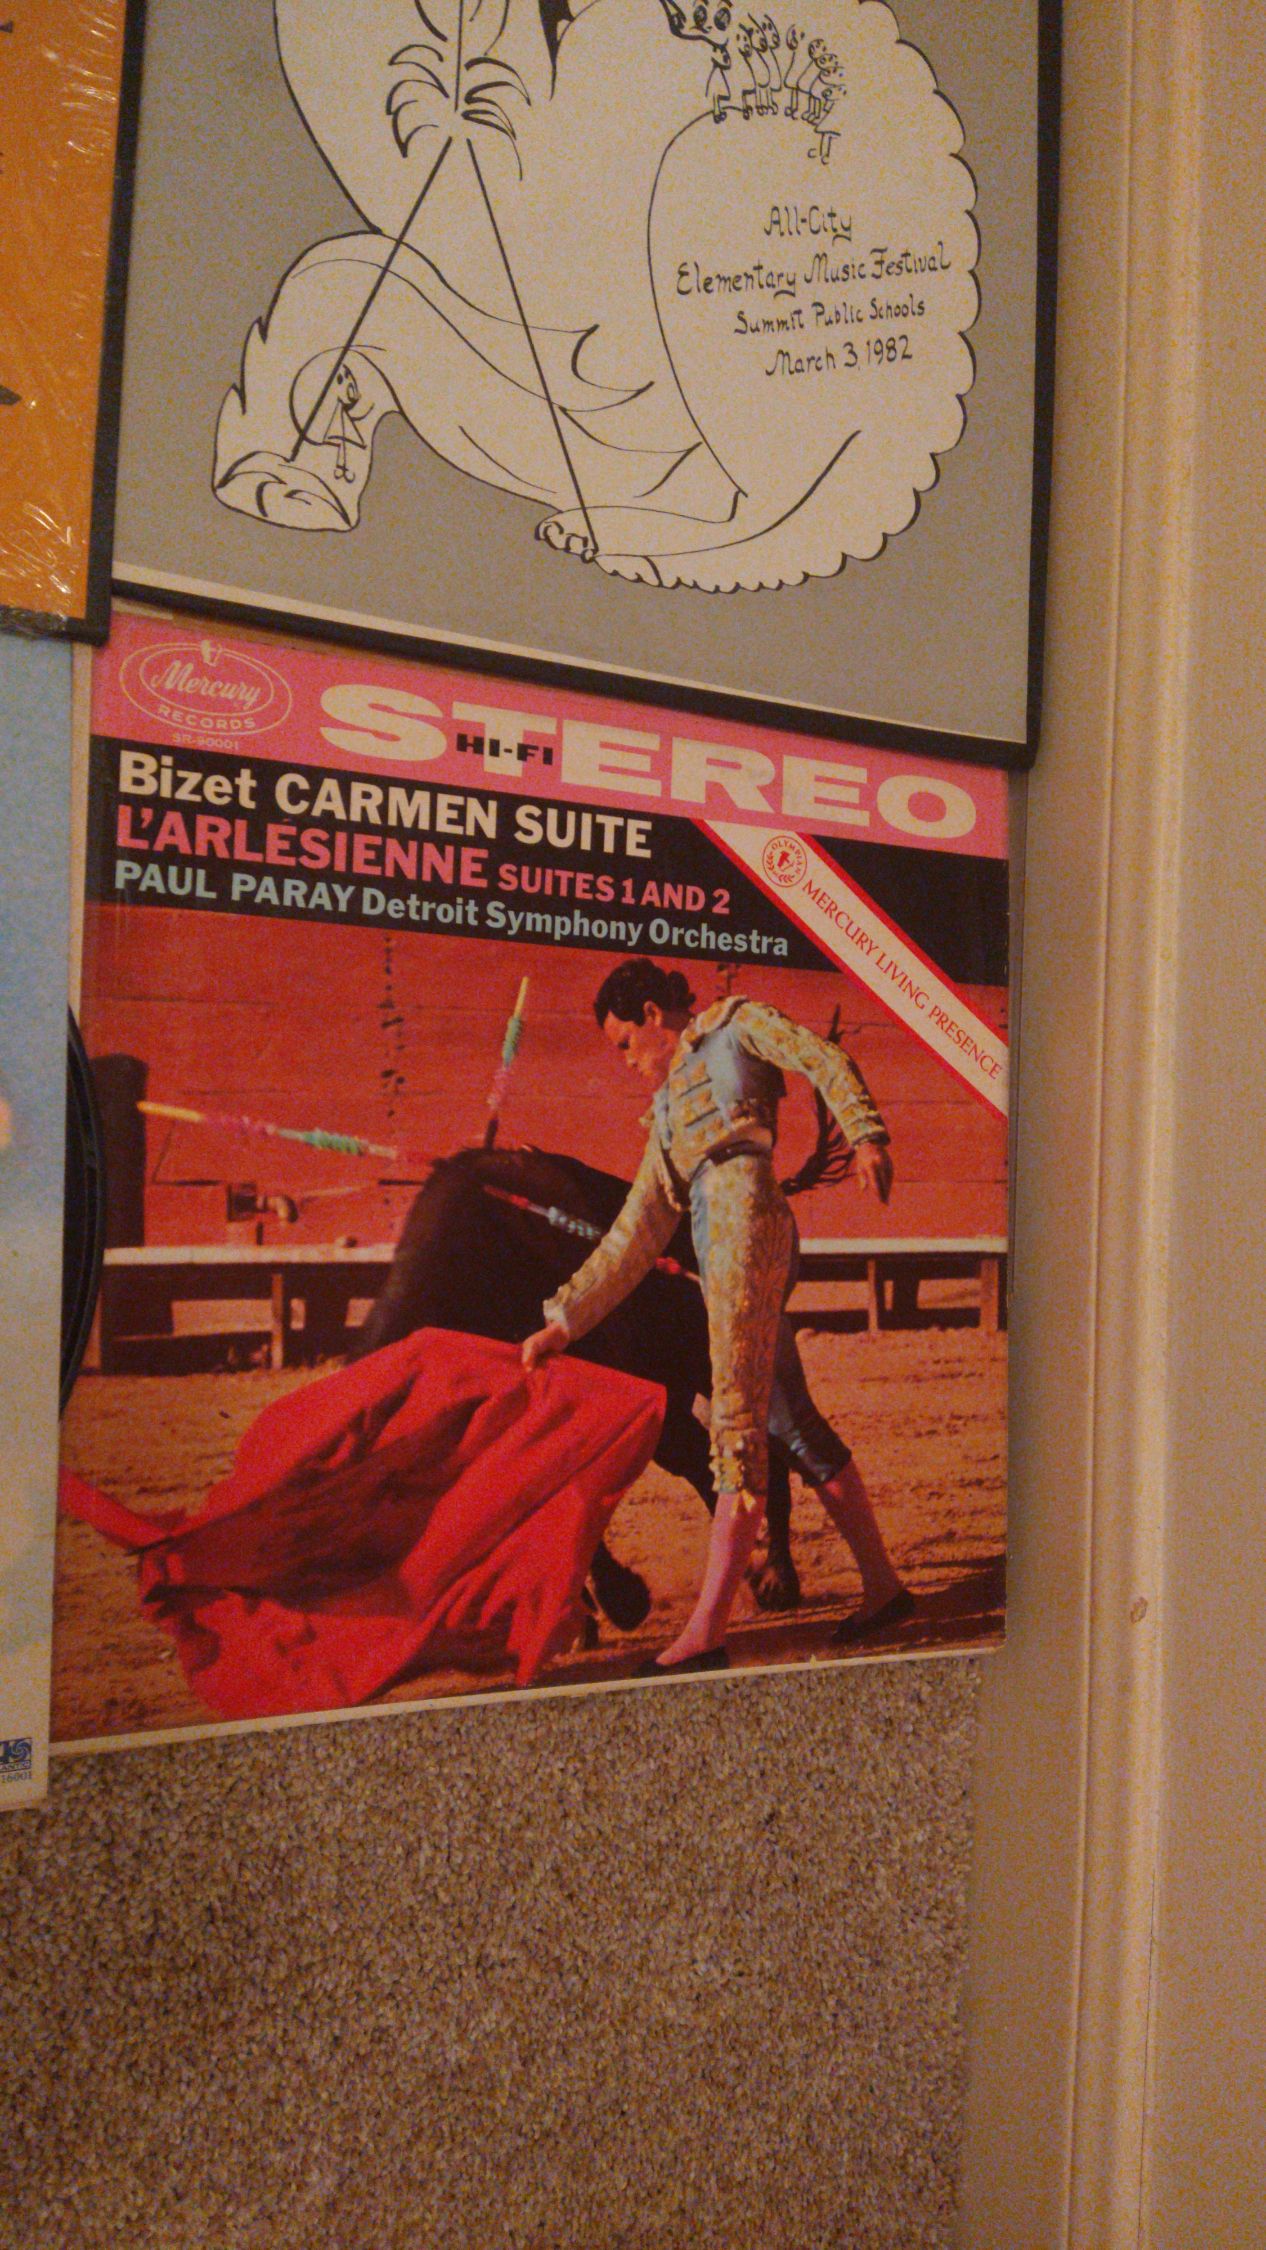 All-City
Elementary Music Festival
Summit Public Schools
March 3, 1982
Mercury
RECORDS
SR-90001
STEREO
HI-FI
Bizet CARMEN SUITE
L'ARLÉSIENNE SUITES 1 AND 2
PAUL PARAY Detroit Symphony Orchestra
OLYMPIAN
MERCURY LIVING PRESENCE
16001